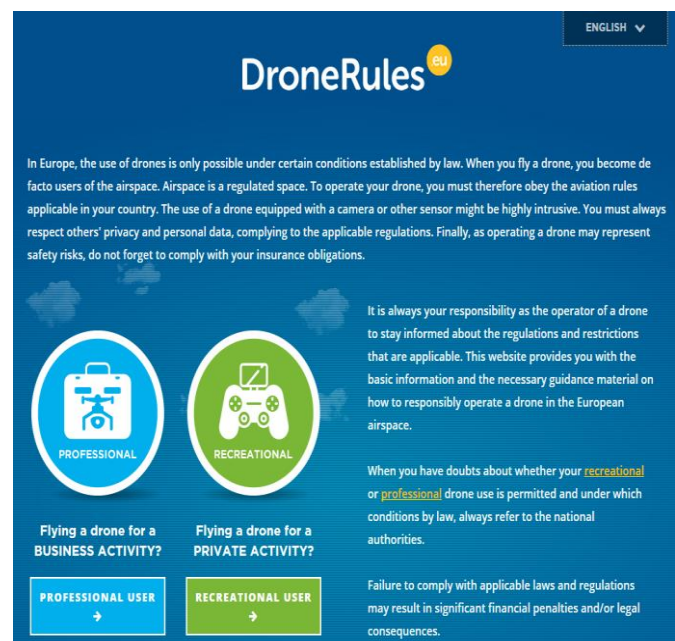 ENGLISH
DroneRules eu
In Europe, the use of drones is only possible under certain conditions established by law. When you fly a drone, you become de
facto users of the airspace. Airspace is a regulated space. To operate your drone, you must therefore obey the aviation rules
applicable in your country. The use of a drone equipped with a camera or other sensor might be highly intrusive. You must always
respect others' privacy and personal data, complying to the applicable regulations. Finally, as operating a drone may represent
safety risks, do not forget to comply with your insurance obligations.
PROFESSIONAL
Flying a drone for a
BUSINESS ACTIVITY?
PROFESSIONAL USER
→
RECREATIONAL
Flying a drone for a
PRIVATE ACTIVITY?
RECREATIONAL USER
→
It is always your responsibility as the operator of a drone
to stay informed about the regulations and restrictions
that are applicable. This website provides you with the
basic information and the necessary guidance material on
how to responsibly operate a drone in the European
airspace.
When you have doubts about whether your recreational
or professional drone use is permitted and under which
conditions by law, always refer to the national
authorities.
Failure to comply with applicable laws and regulations
may result in significant financial penalties and/or legal
consequences.